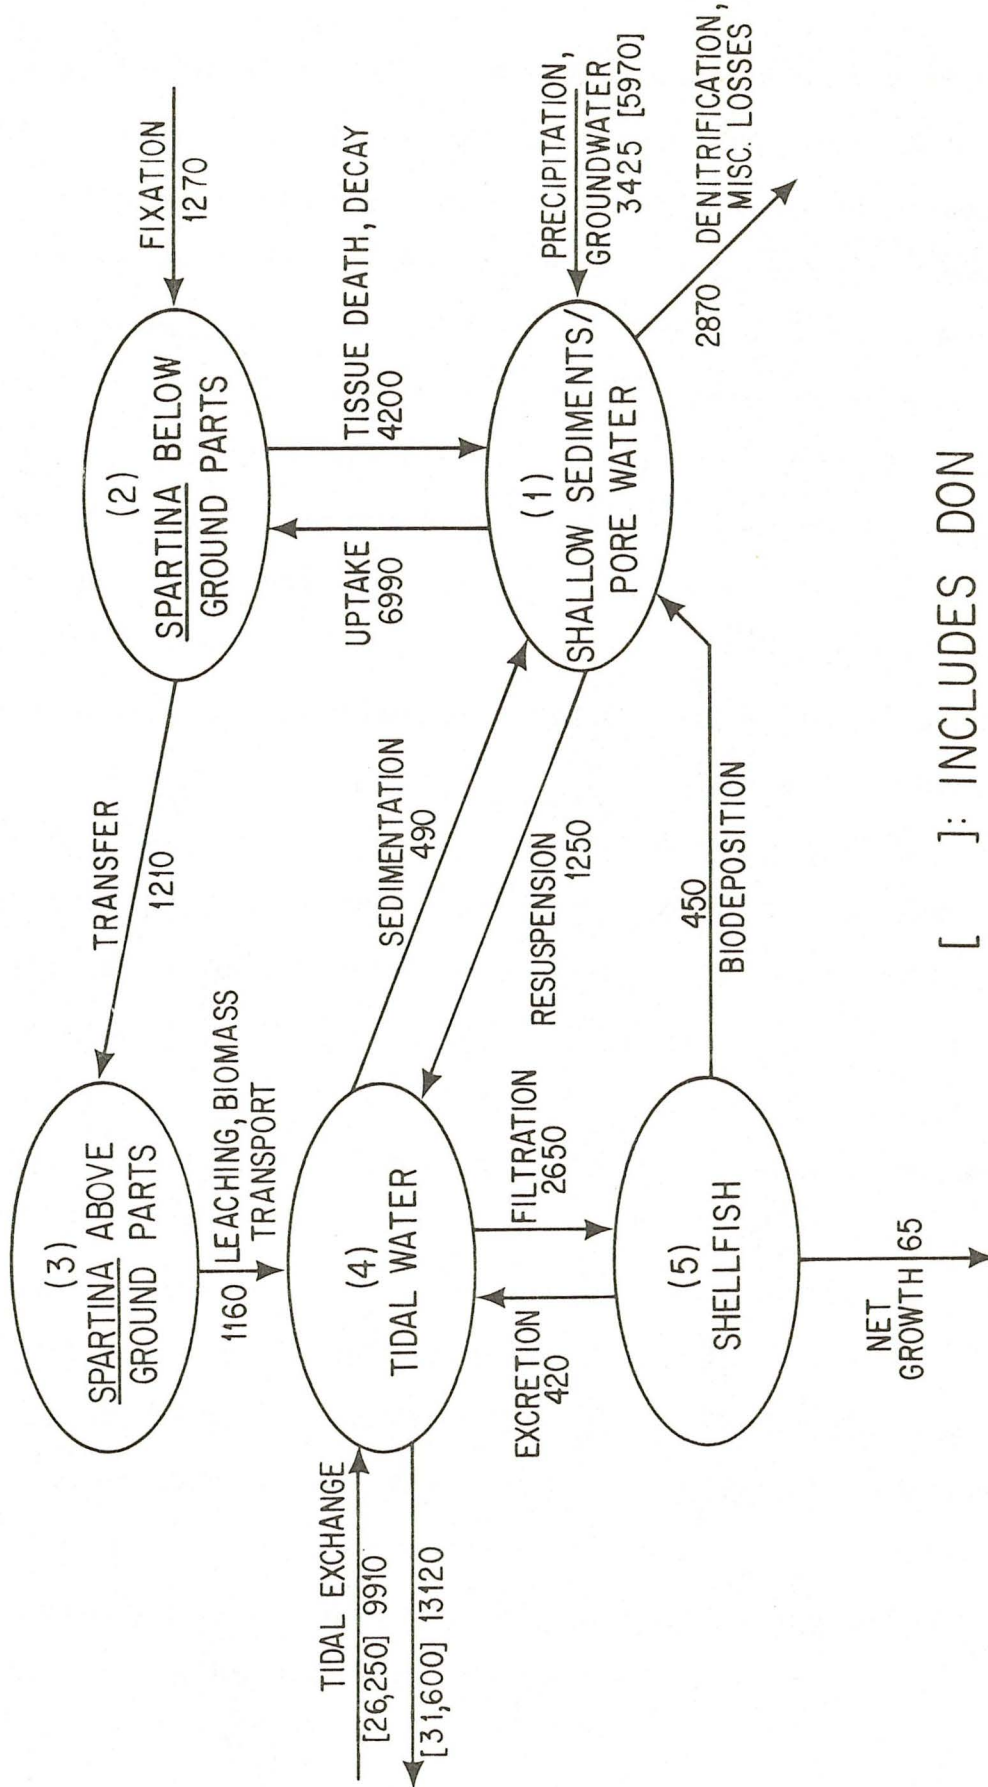 (3)
SPARTINA ABOVE
GROUND PARTS
TRANSFER
1210
(2)
SPARTINA BELOW
GROUND PARTS
FIXATION
1270
1160 LEACHING, BIOMASS
TRANSPORT
UPTAKE
6990
TISSUE DEATH, DECAY
4200
TIDAL EXCHANGE
[26,250] 9910
[31,600] 13120
(4)
TIDAL WATER
SEDIMENTATION
490
RESUSPENSION
1250
(1)
SHALLOW SEDIMENTS/
PORE WATER
PRECIPITATION,
GROUNDWATER
3425 [5970]
EXCRETION
420
FILTRATION
2650
2870 DENITRIFICATION,
MISC. LOSSES
(5)
SHELLFISH
450
BIODEPOSITION
NET
GROWTH
65
[ ]: INCLUDES DON